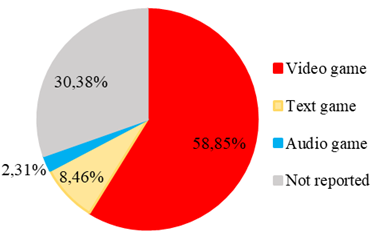 30,38%
58,85%
2,31%
8,46%
Video game
Text game
Audio game
Not reported